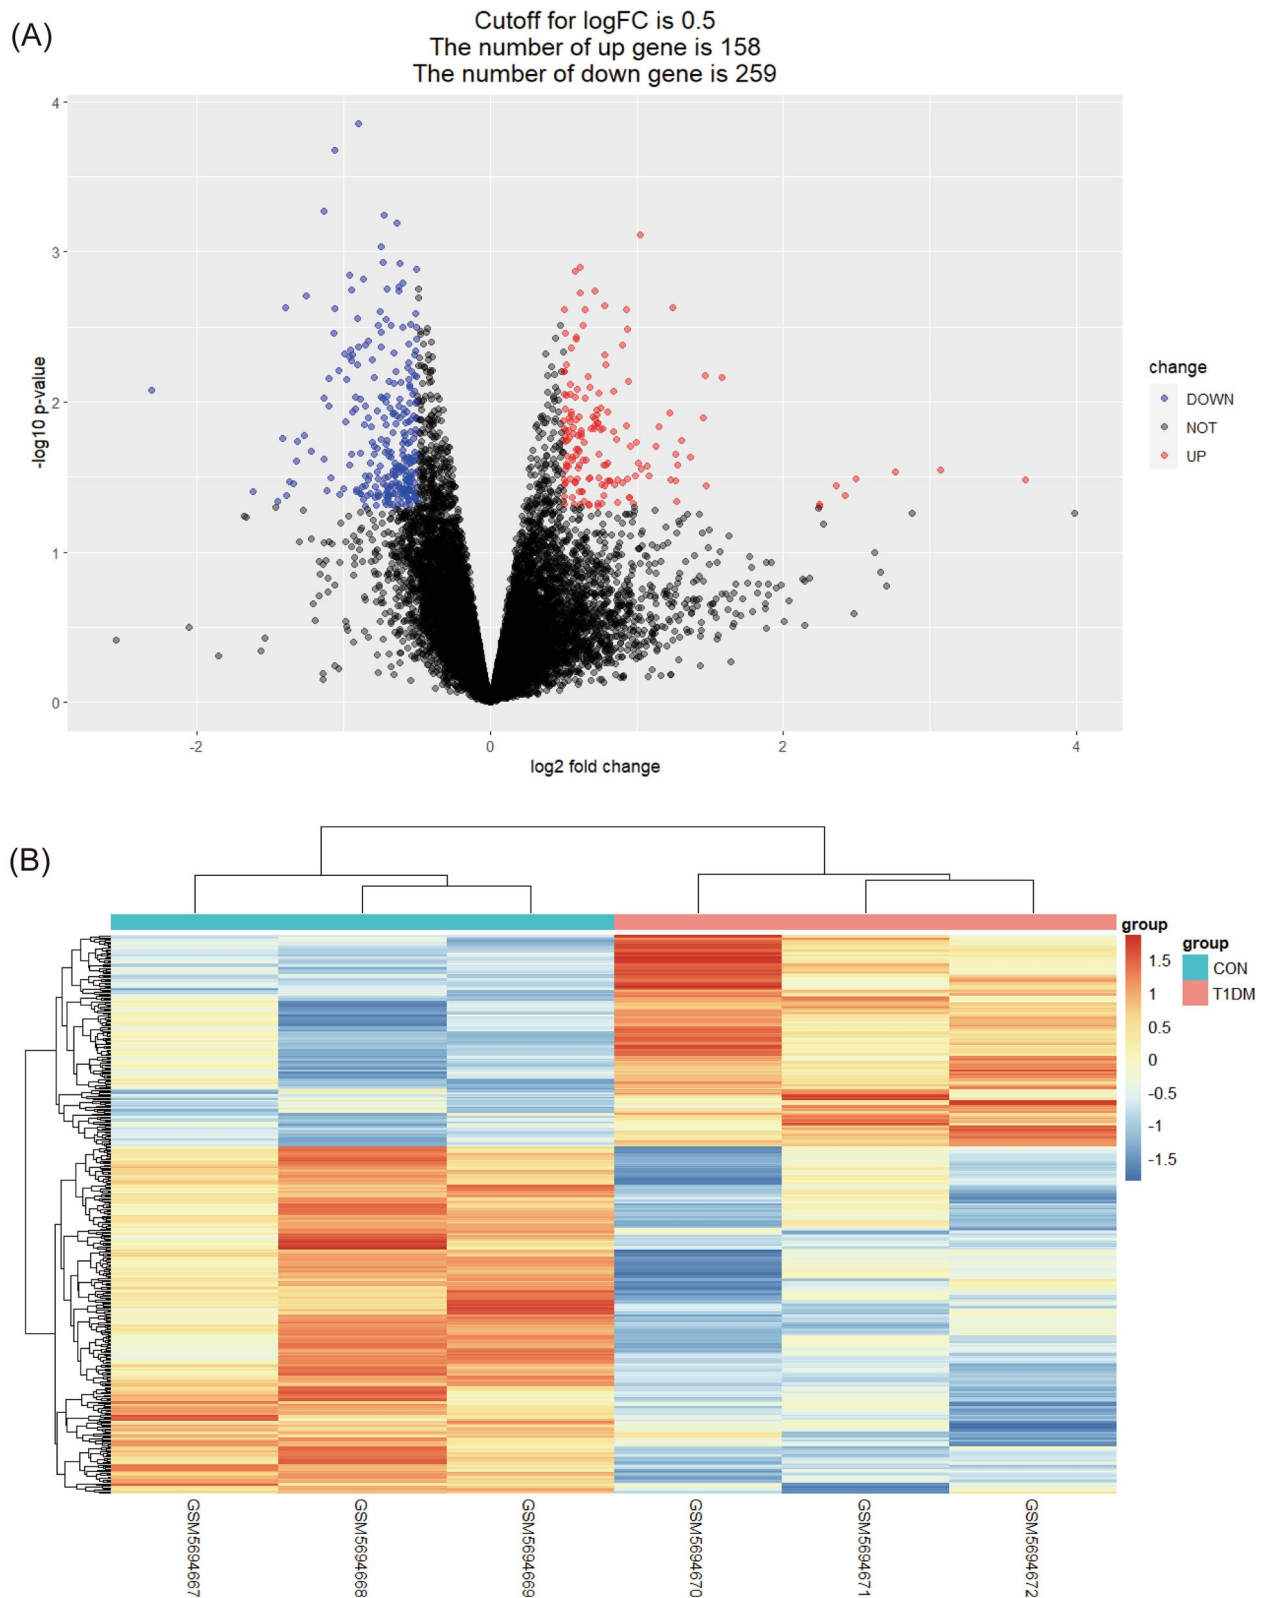 (A)
Cutoff for logFC is 0.5
The number of up gene is 158
The number of down gene is 259
4
3
2
1
0
-log10 p-value
-2
0
2
4
log2 fold change
change
DOWN
NOT
UP
(B)
group
1.5
1
0.5
0
-0.5
-1
-1.5
group
CON
T1DM
GSM5694667
GSM5694668
GSM5694669
GSM5694670
GSM5694671
GSM5694672